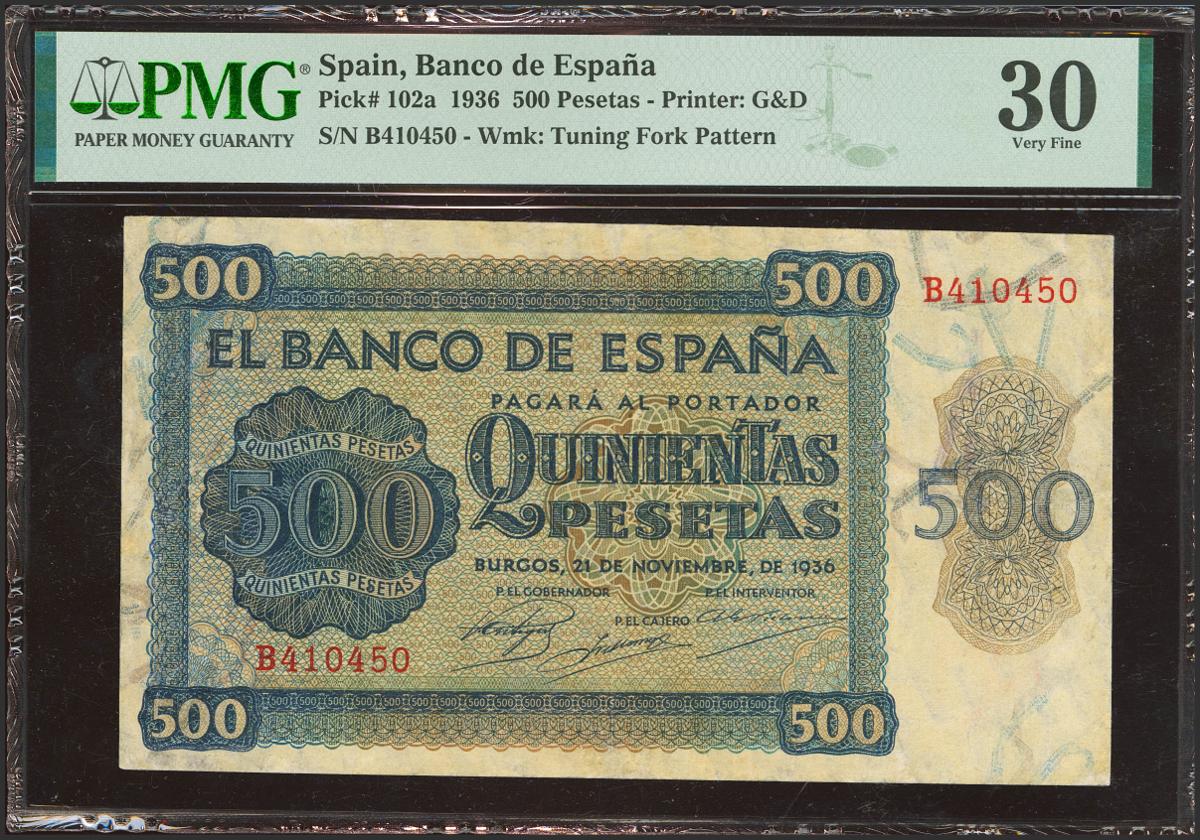 PMG®
PAPER MONEY GUARANTY
Spain, Banco de España
Pick# 102a 1936 500 Pesetas - Printer: G&D
S/N B410450 - Wmk: Tuning Fork Pattern
30
Very Fine
500
500
B410450
EL BANCO DE ESPAÑA
PAGARÁ AL PORTADOR
QUINIENTAS
PESETAS
QUINIENTAS PESETAS
500
QUINIENTAS PESETAS
500
BURGOS, 21 DE NOVIEMBRE, DE 1936
P. EL GOBERNADOR
P. EL INTERVENTOR
P. EL CAJERO
B410450
500
500